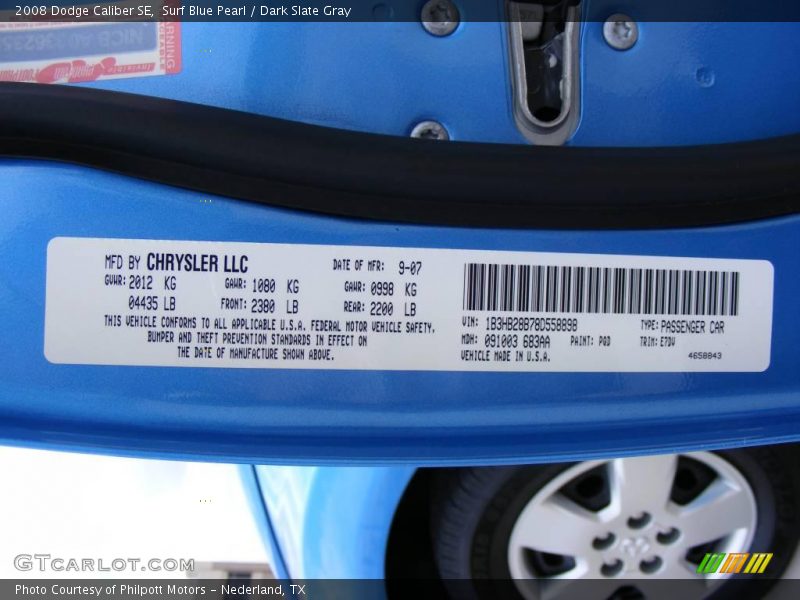 2008 Dodge Caliber SE, Surf Blue Pearl / Dark Slate Gray
WARNING
MFD BY CHRYSLER LLC DATE OF MFR: 9-07
GVWR: 2012 KG GAWR: 1080 KG GAWR: 0998 KG
04435 LB FRONT: 2380 LB REAR: 2200 LB
THIS VEHICLE CONFORMS TO ALL APPLICABLE U.S.A. FEDERAL MOTOR VEHICLE SAFETY,
BUMPER AND THEFT PREVENTION STANDARDS IN EFFECT ON
THE DATE OF MANUFACTURE SHOWN ABOVE.
VIN: 1B3HB28B78D558898 TYPE: PASSENGER CAR
MDH: 091003 683AA PAINT: PQD TRIM: E7DV
VEHICLE MADE IN U.S.A. 4658843
GTCARLOT.COM
Photo Courtesy of Philpott Motors - Nederland, TX